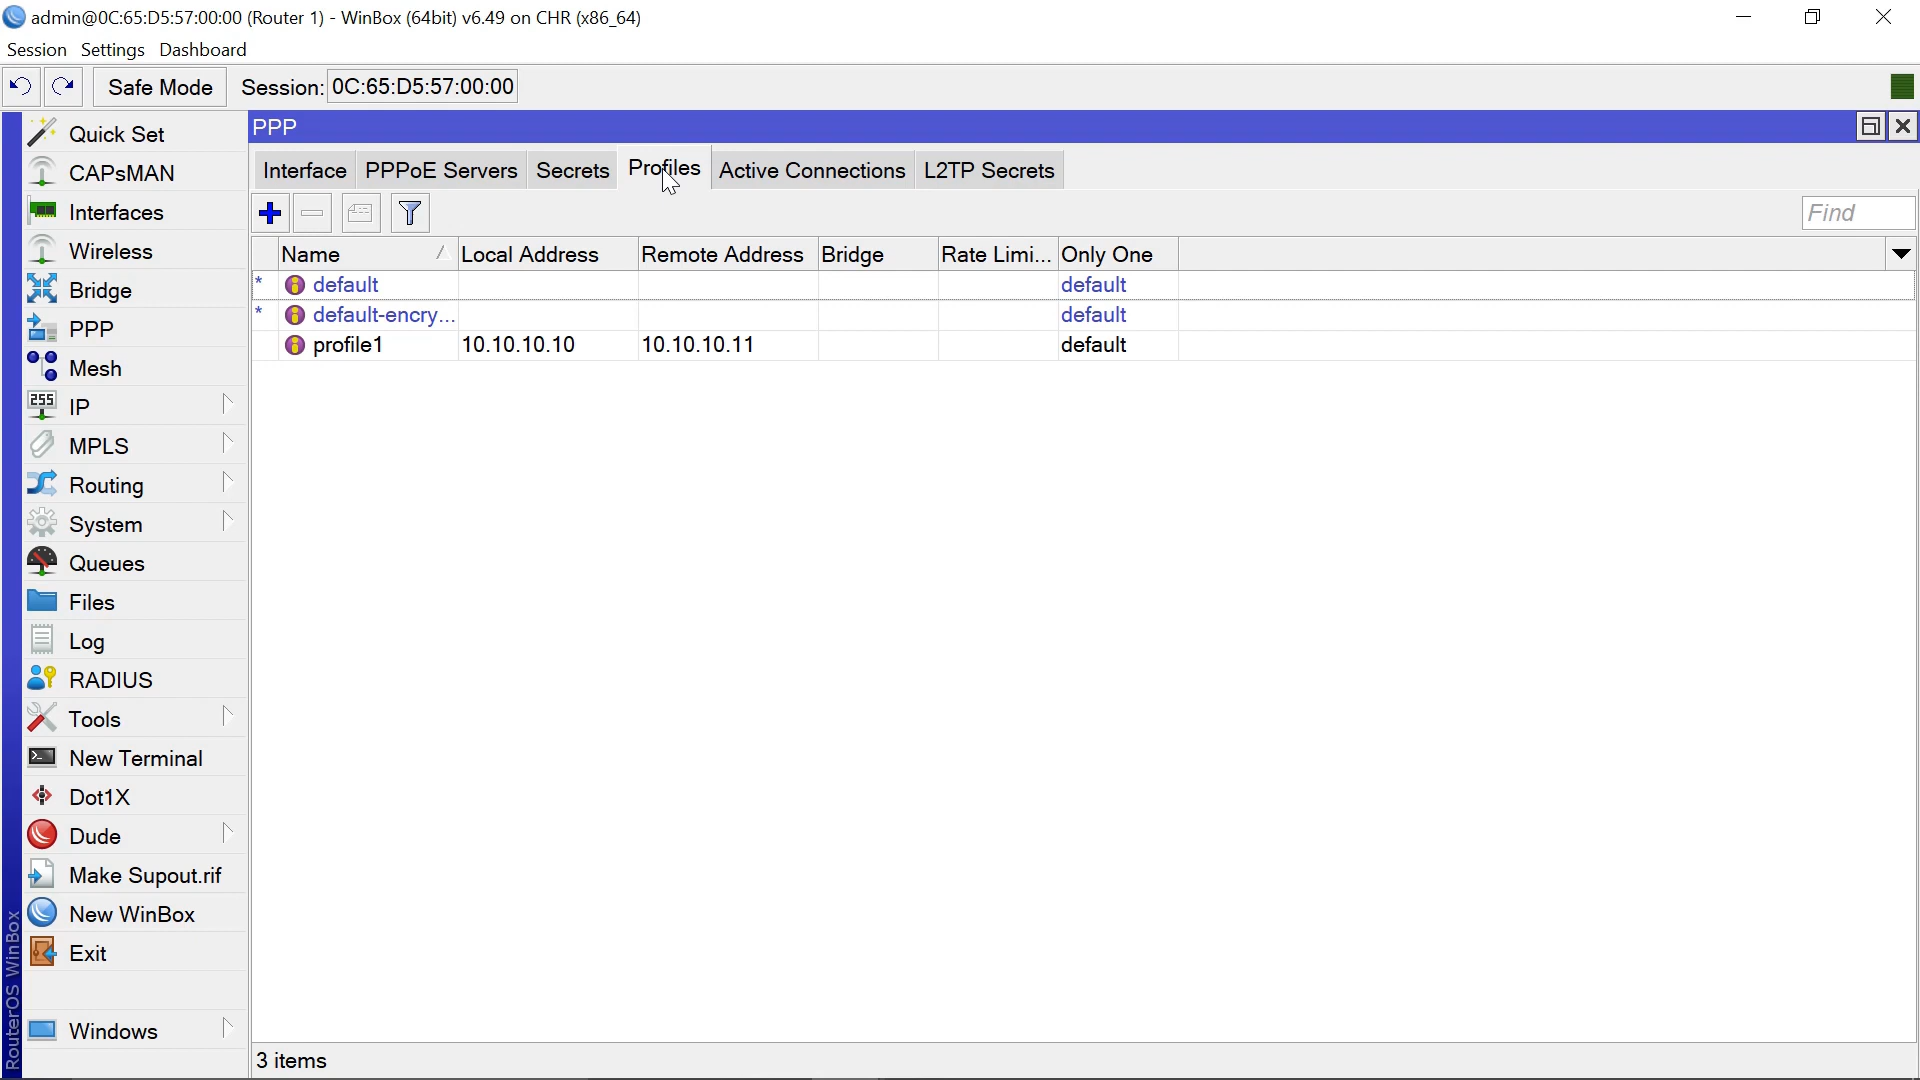 admin@0C:65:D5:57:00:00 (Router 1) - WinBox (64bit) v6.49 on CHR (x86_64)
Session Settings Dashboard
Safe Mode Session: 0C:65:D5:57:00:00
PPP
Interface PPPoE Servers Secrets Profiles Active Connections L2TP Secrets
Find
Name Local Address Remote Address Bridge Rate Limi... Only One
* default default
* default-encry... default
profile1 10.10.10.10 10.10.10.11 default
3 items
Quick Set
CAPsMAN
Interfaces
Wireless
Bridge
PPP
Mesh
255 IP
MPLS
Routing
System
Queues
Files
Log
RADIUS
Tools
New Terminal
Dot1X
Dude
Make Supout.rif
New WinBox
Exit
Windows
RouterOS WinBox